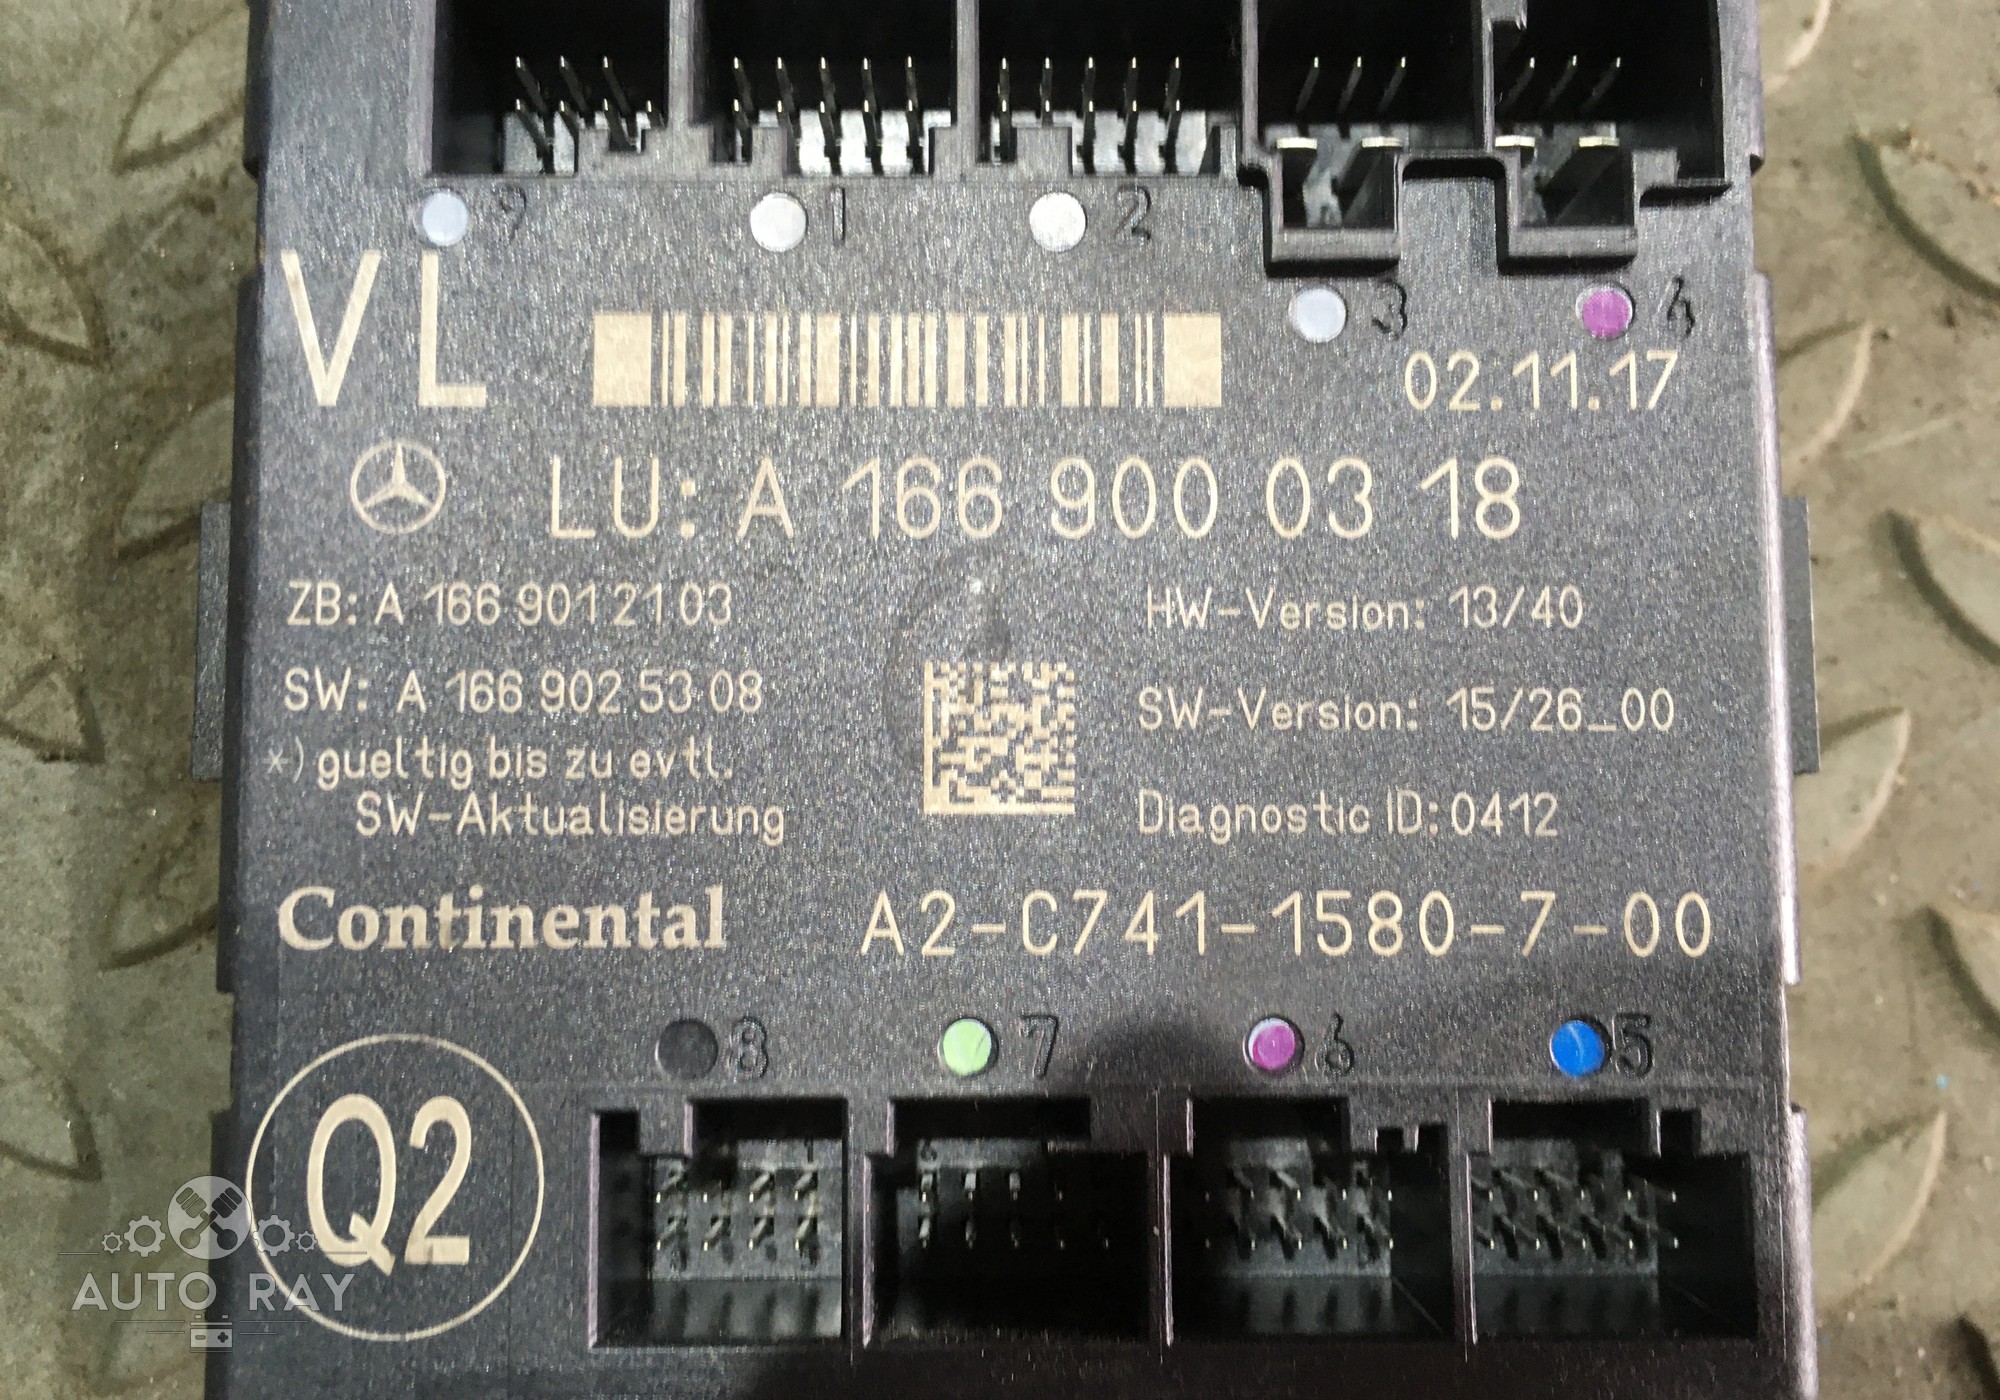 9 1 2
3 4
VL
02.11.17
LU: A 166 900 03 18
ZB: A 166 901 21 03
HW-Version: 13/40
SW: A 166 902 53 08
SW-Version: 15/26_00
*) gueltig bis zu evtl.
SW-Aktualisierung
Diagnostic ID: 0412
Continental
A2-C741-1580-7-00
8 7 6 5
Q2
AUTO RAY